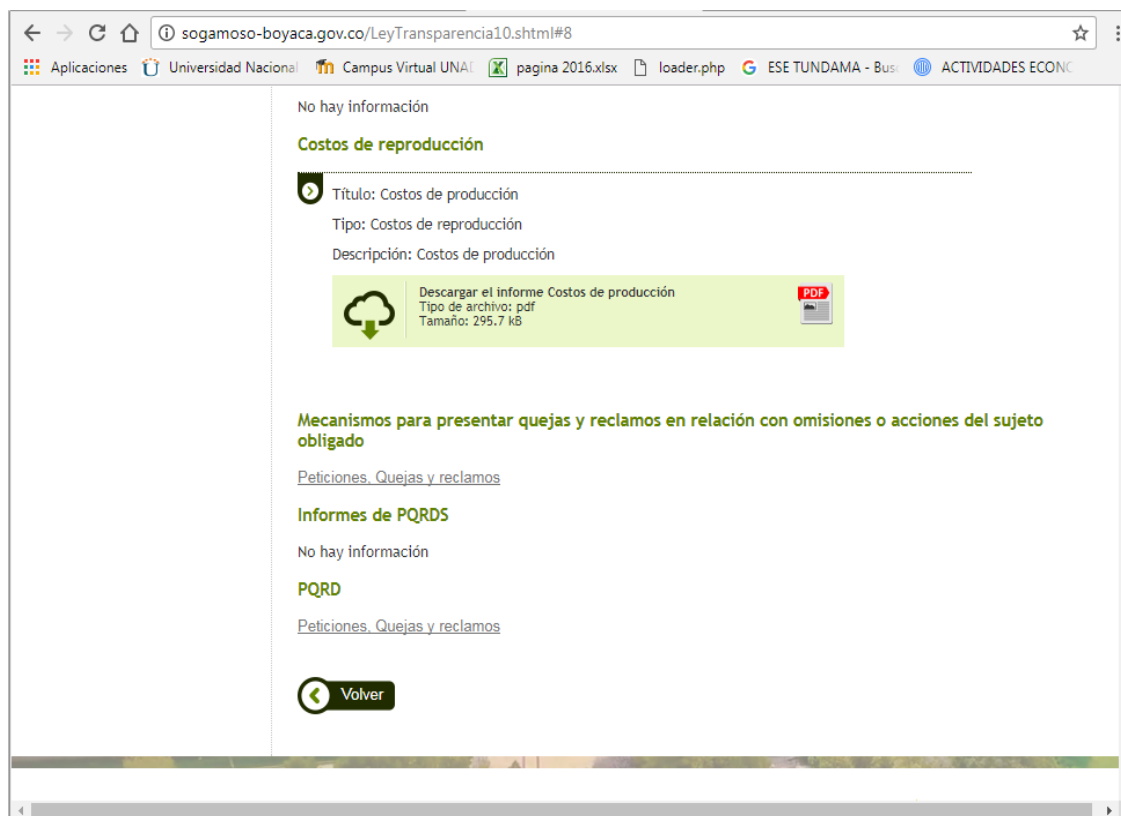 sogamoso-boyaca.gov.co/LeyTransparencia10.shtml#8
Aplicaciones Universidad Nacional Campus Virtual UNAD pagina 2016.xlsx loader.php ESE TUNDAMA - Bus ACTIVIDADES ECONC
No hay información
Costos de reproducción
Título: Costos de producción
Tipo: Costos de reproducción
Descripción: Costos de producción
Descargar el informe Costos de producción
Tipo de archivo: pdf
Tamaño: 295.7 kB
PDF
Mecanismos para presentar quejas y reclamos en relación con omisiones o acciones del sujeto
obligado
Peticiones, Quejas y reclamos
Informes de PQRDS
No hay información
PQRD
Peticiones, Quejas y reclamos
Volver